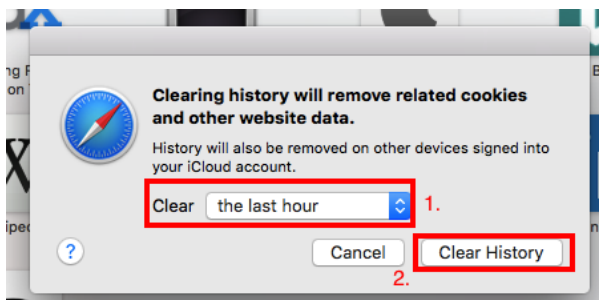 Clearing history will remove related cookies
and other website data.
History will also be removed on other devices signed into
your iCloud account.
Clear the last hour 1.
? Cancel Clear History
2.